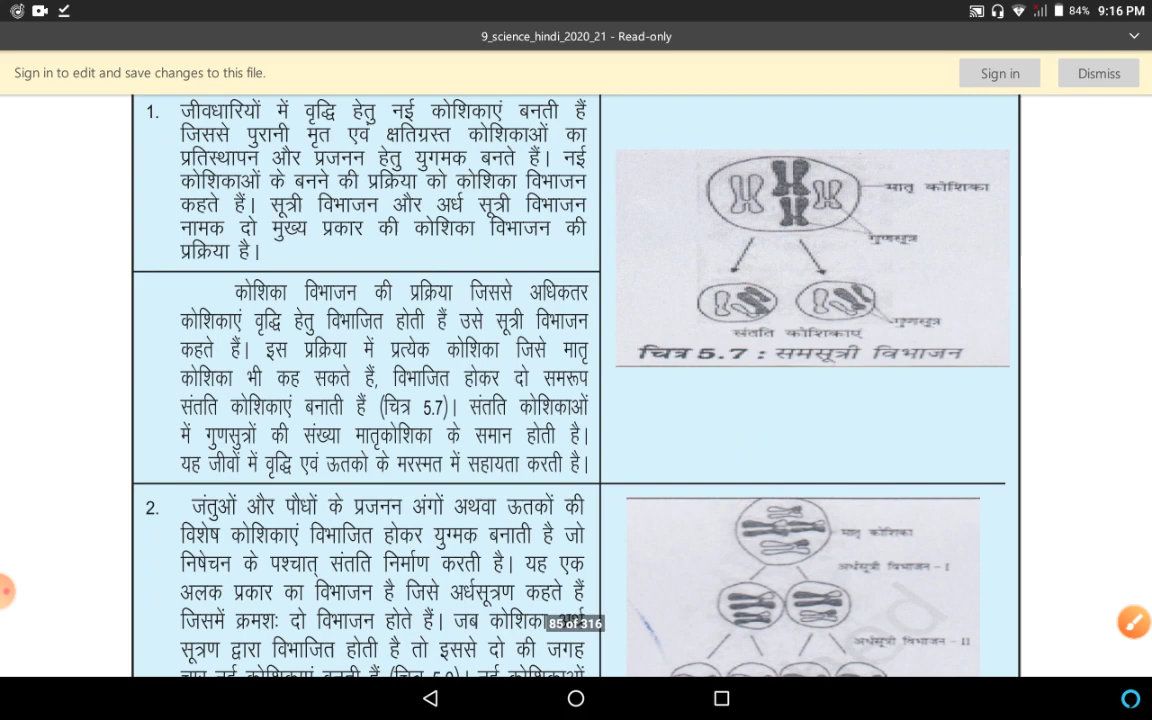 84% 9:16 PM
9_science_hindi_2020_21 - Read-only
Sign in to edit and save changes to this file.
Sign in
Dismiss
1. जीवधारियों में वृद्धि हेतु नई कोशिकाएं बनती हैं
जिससे पुरानी मृत एवं क्षतिग्रस्त कोशिकाओं का
प्रतिस्थापन और प्रजनन हेतु युगमक बनते हैं। नई
कोशिकाओं के बनने की प्रक्रिया को कोशिका विभाजन
कहते हैं। सूत्री विभाजन और अर्ध सूत्री विभाजन
नामक दो मुख्य प्रकार की कोशिका विभाजन की
प्रक्रिया है।
मातृ कोशिका
गुणसूत्र
गुणसूत्र
संतति कोशिकाएं
चित्र 5.7 : समसूत्री विभाजन
कोशिका विभाजन की प्रक्रिया जिससे अधिकतर
कोशिकाएं वृद्धि हेतु विभाजित होती हैं उसे सूत्री विभाजन
कहते हैं। इस प्रक्रिया में प्रत्येक कोशिका जिसे मातृ
कोशिका भी कह सकते हैं, विभाजित होकर दो समरूप
संतति कोशिकाएं बनाती हैं (चित्र 5.7)। संतति कोशिकाओं
में गुणसुत्रों की संख्या मातृकोशिका के समान होती है।
यह जीवों में वृद्धि एवं ऊतको के मरस्मत में सहायता करती है।
2. जंतुओं और पौधों के प्रजनन अंगों अथवा ऊतकों की
विशेष कोशिकाएं विभाजित होकर युग्मक बनाती है जो
निषेचन के पश्चात् संतति निर्माण करती है। यह एक
अलक प्रकार का विभाजन है जिसे अर्धसूत्रण कहते हैं
जिसमें क्रमशः दो विभाजन होते हैं। जब कोशिका अर्ध
सूत्रण द्वारा विभाजित होती है तो इससे दो की जगह
85 of 316
मातृ कोशिका
अर्धसूत्री विभाजन - I
अर्धसूत्री विभाजन - II